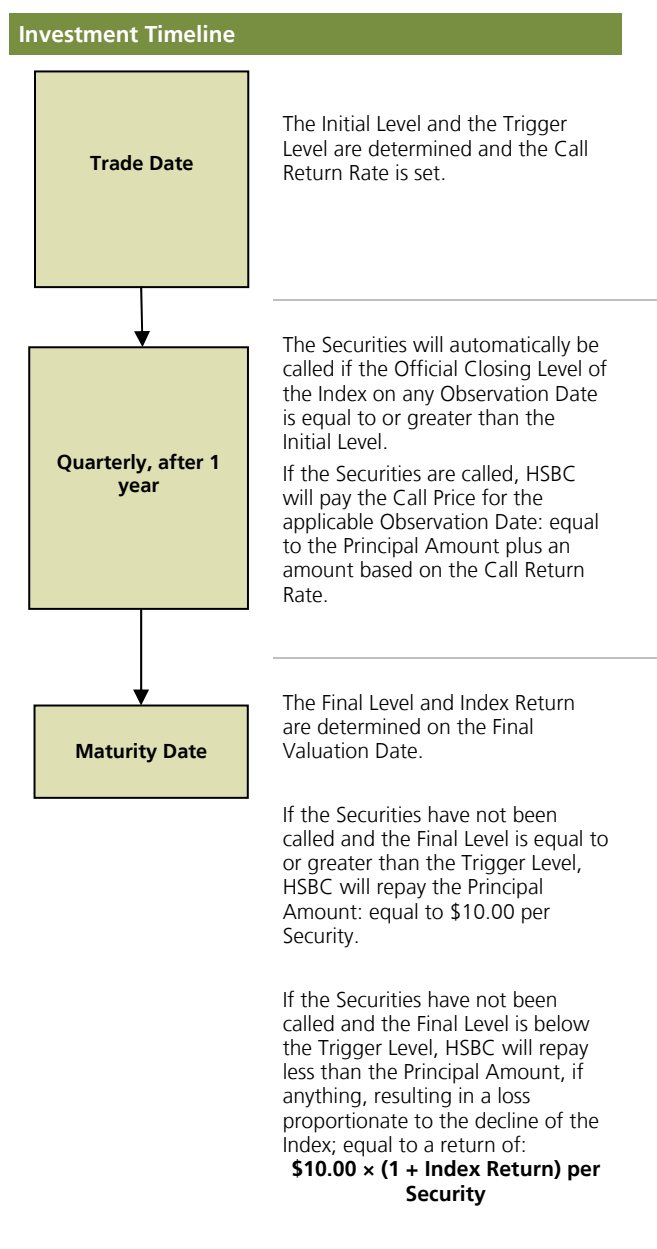 Investment Timeline
Trade Date
The Initial Level and the Trigger
Level are determined and the Call
Return Rate is set.
Quarterly, after 1
year
The Securities will automatically be
called if the Official Closing Level of
the Index on any Observation Date
is equal to or greater than the
Initial Level.
If the Securities are called, HSBC
will pay the Call Price for the
applicable Observation Date: equal
to the Principal Amount plus an
amount based on the Call Return
Rate.
Maturity Date
The Final Level and Index Return
are determined on the Final
Valuation Date.
If the Securities have not been
called and the Final Level is equal to
or greater than the Trigger Level,
HSBC will repay the Principal
Amount: equal to $10.00 per
Security.
If the Securities have not been
called and the Final Level is below
the Trigger Level, HSBC will repay
less than the Principal Amount, if
anything, resulting in a loss
proportionate to the decline of the
Index; equal to a return of:
$10.00 × (1 + Index Return) per
Security